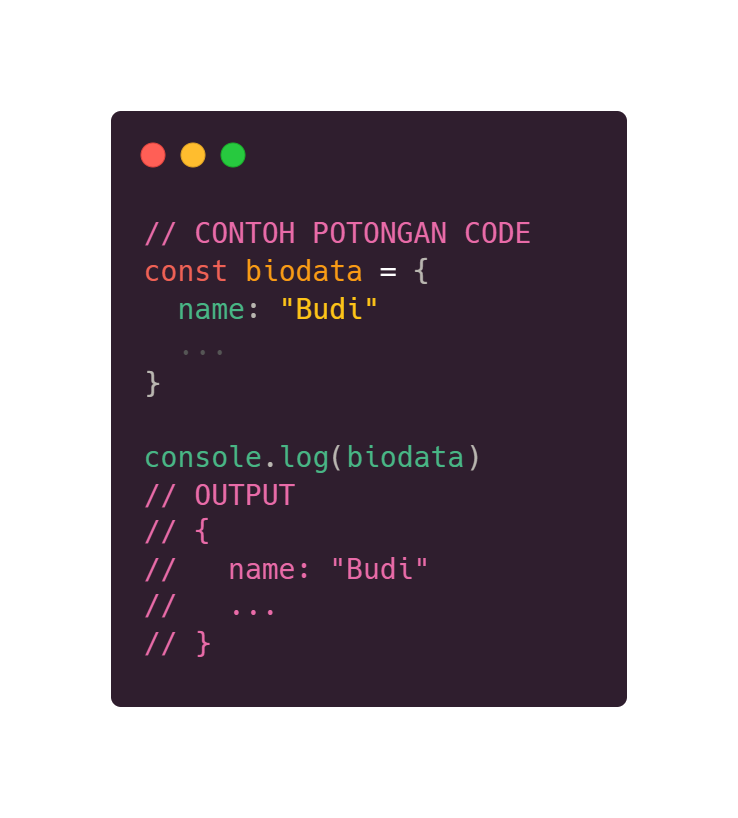 // CONTOH POTONGAN CODE
const biodata = {
  name: "Budi"
  ...
}

console.log(biodata)
// OUTPUT
// {
//   name: "Budi"
//   ...
// }